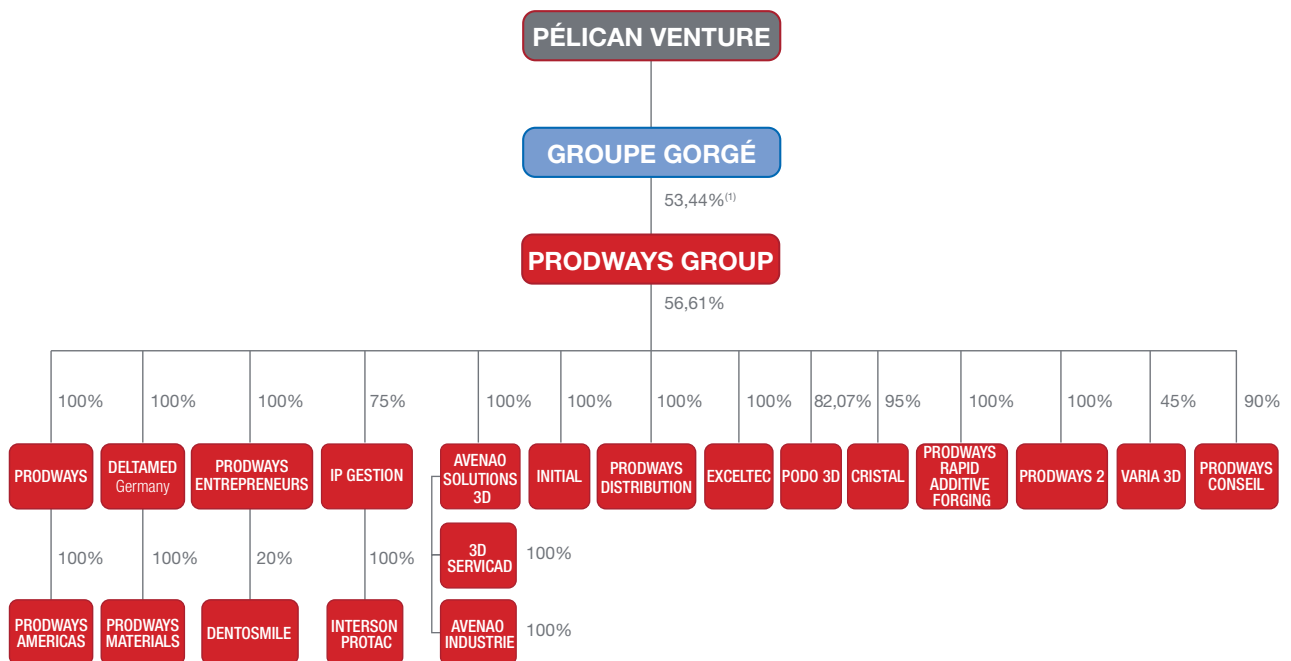 PÉLICAN VENTURE
GROUPE GORGÉ
53,44%(1)
PRODWAYS GROUP
56,61%
100%
100%
100%
75%
100%
100%
100%
100%
82,07%
95%
100%
100%
45%
90%
PRODWAYS
DELTAMED
Germany
PRODWAYS
ENTREPRENEURS
IP GESTION
AVENAO
SOLUTIONS
3D
INITIAL
PRODWAYS
DISTRIBUTION
EXCELTEC
PODO 3D
CRISTAL
PRODWAYS
RAPID
ADDITIVE
FORGING
PRODWAYS 2
VARIA 3D
PRODWAYS
CONSEIL
100%
100%
20%
100%
3D
SERVICAD
100%
PRODWAYS
AMERICAS
PRODWAYS
MATERIALS
DENTOSMILE
INTERSON
PROTAC
AVENAO
INDUSTRIE
100%